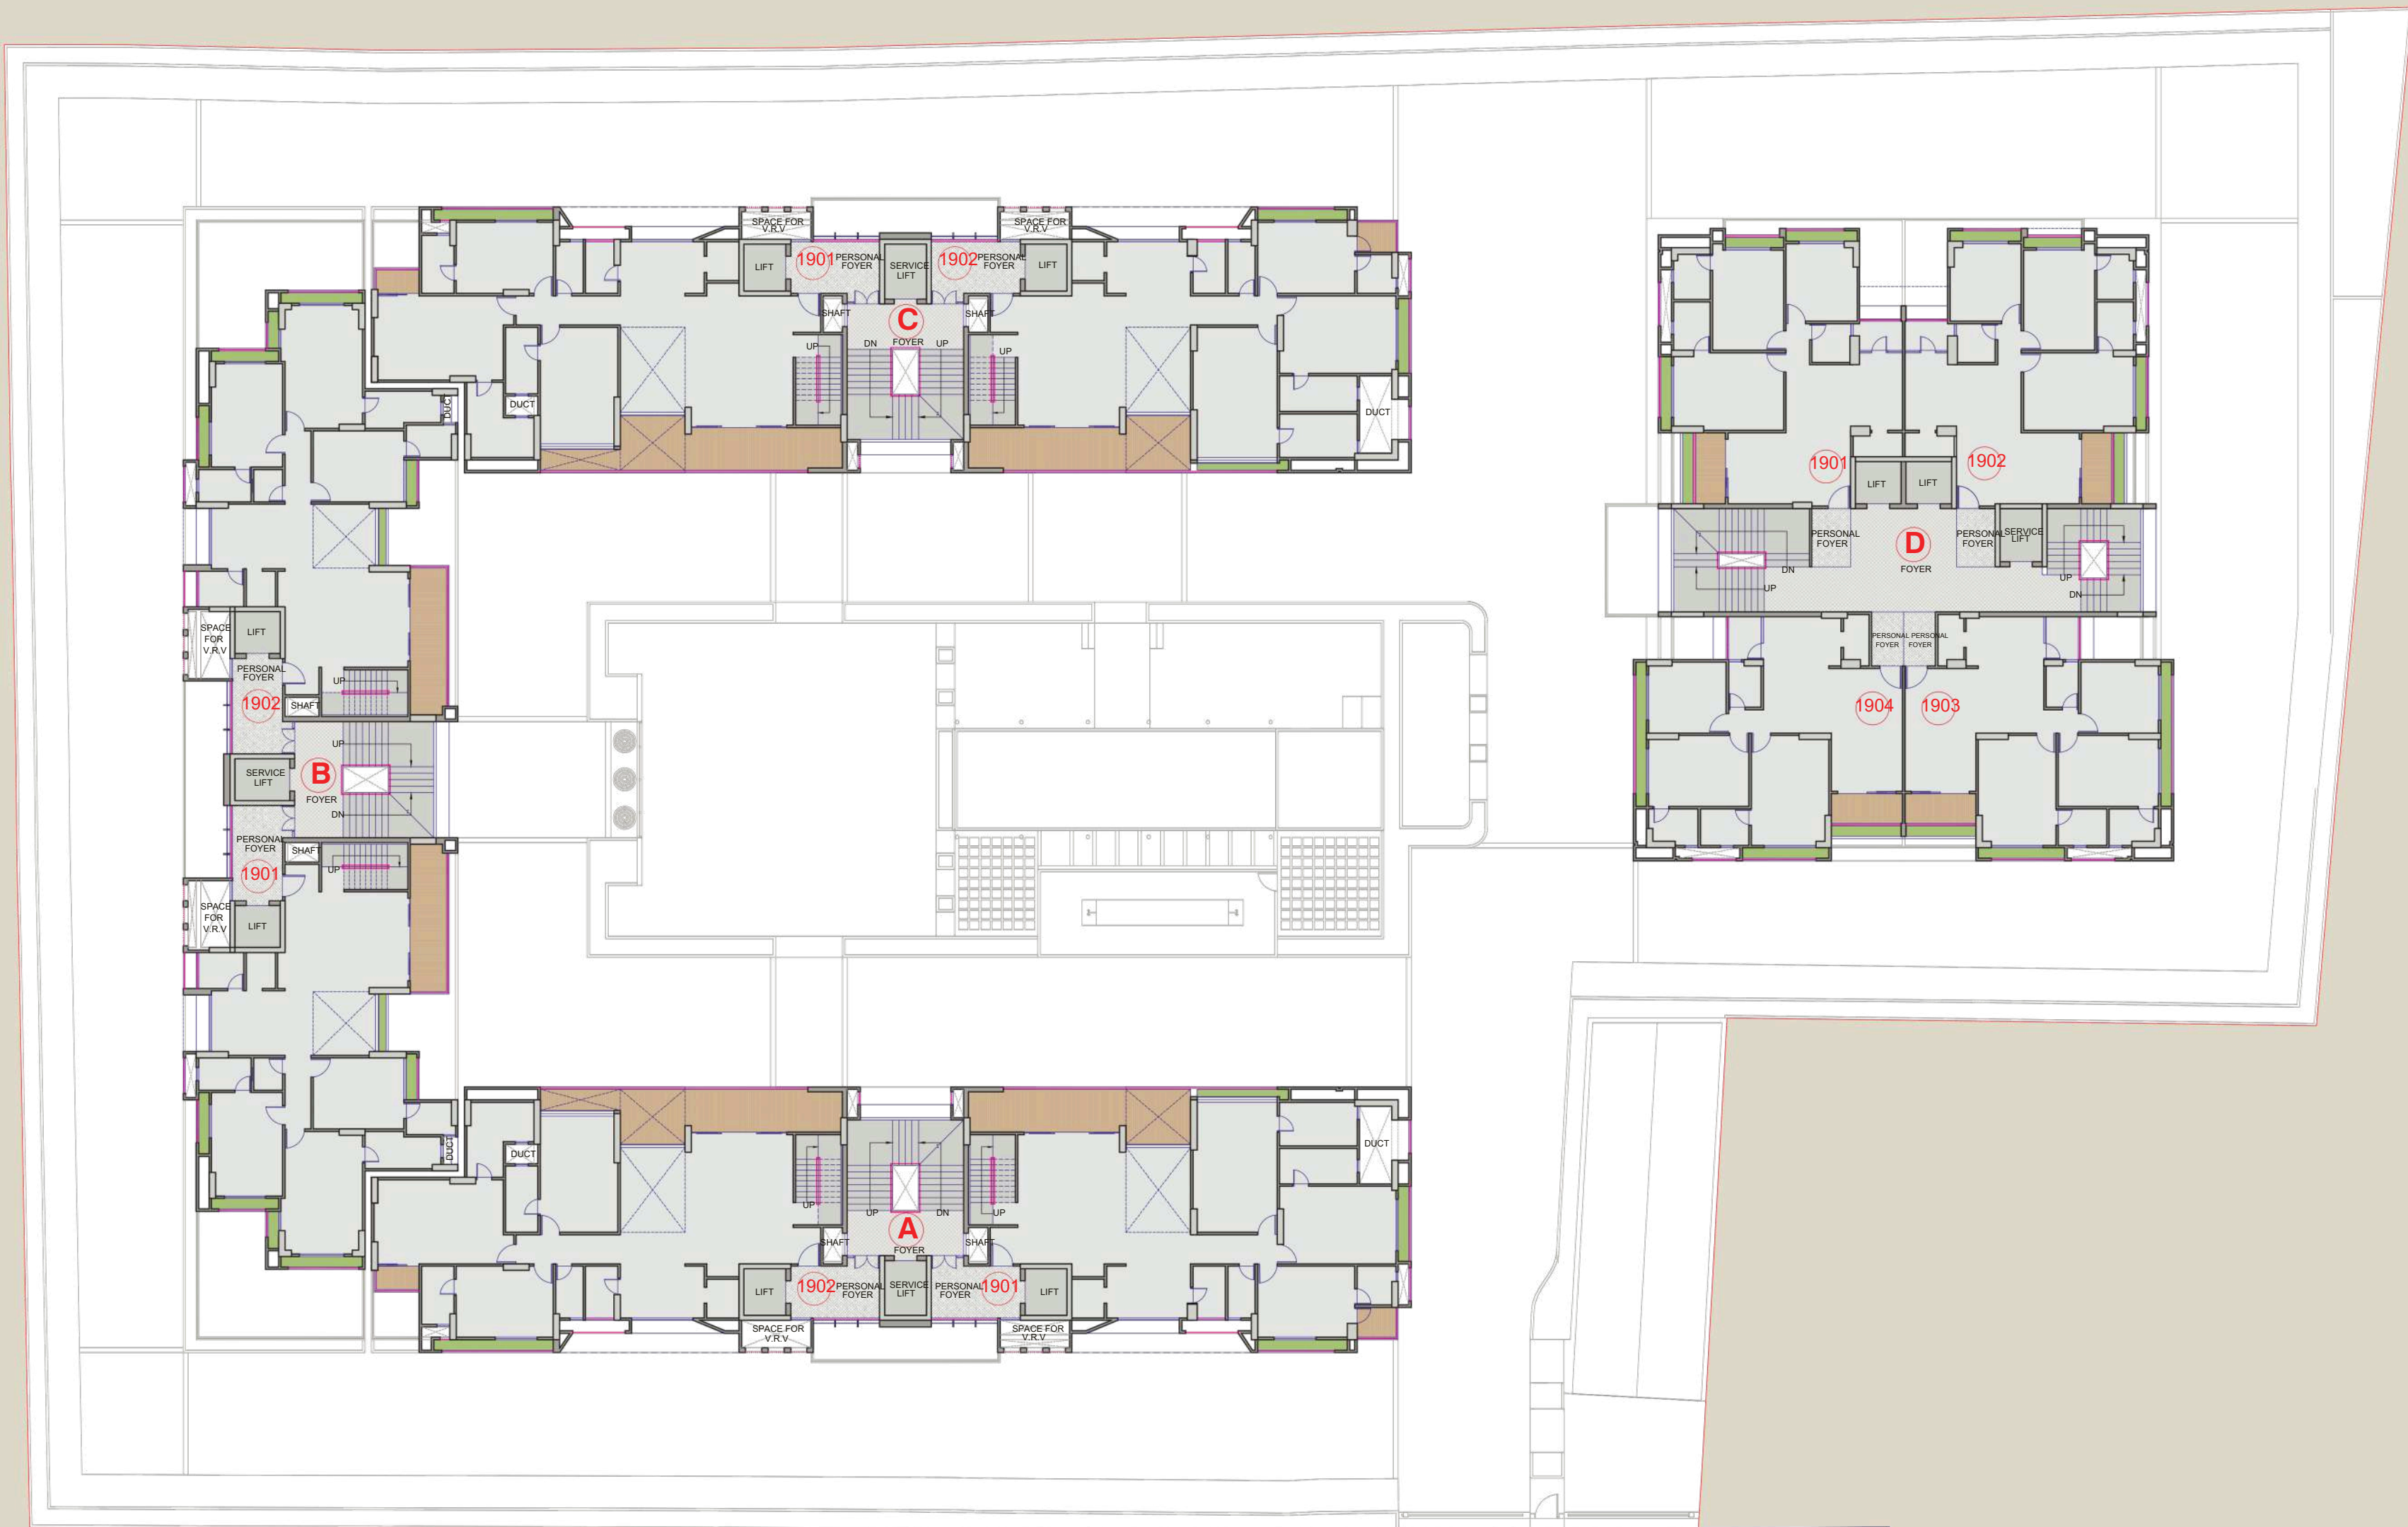 SPACE FOR
V.R.V
LIFT
1901
PERSONAL
FOYER
SERVICE
LIFT
1902
PERSONAL
FOYER
LIFT
SPACE FOR
V.R.V
SHAFT
C
FOYER
SHAFT
UP
DN
UP
UP
DUCT
DUCT
DUCT
SPACE
FOR
V.R.V
LIFT
PERSONAL
FOYER
1902
SHAFT
UP
UP
SERVICE
LIFT
B
FOYER
DN
PERSONAL
FOYER
1901
SHAFT
UP
SPACE
FOR
V.R.V
LIFT
DUCT
DUCT
DUCT
UP
UP
DN
UP
SHAFT
A
FOYER
SHAFT
LIFT
1902
PERSONAL
FOYER
SERVICE
LIFT
PERSONAL
FOYER
1901
LIFT
SPACE FOR
V.R.V
SPACE FOR
V.R.V
1901
1902
LIFT
LIFT
PERSONAL
FOYER
D
FOYER
PERSONAL
FOYER
SERVICE
LIFT
DN
UP
UP
DN
PERSONAL
FOYER
PERSONAL
FOYER
1904
1903